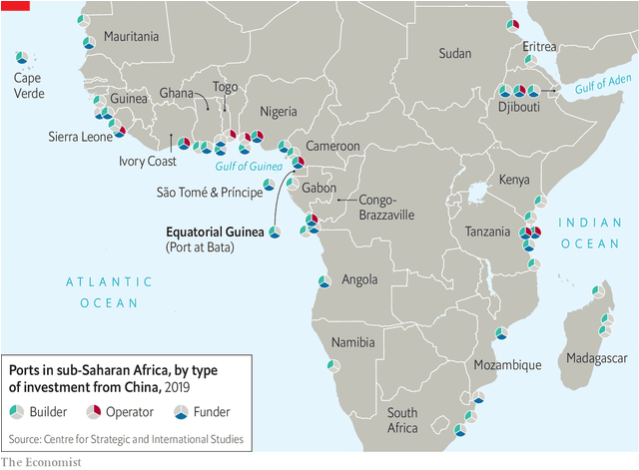 Mauritania
Cape
Verde
Guinea
Ghana
Togo
Sierra Leone
Ivory Coast
Nigeria
Gulf of Guinea
Cameroon
São Tomé & Príncipe
Gabon
Congo-
Brazzaville
Equatorial Guinea
(Port at Bata)
Sudan
Eritrea
Gulf of Aden
Djibouti
Kenya
Tanzania
INDIAN
OCEAN
ATLANTIC
OCEAN
Angola
Namibia
Mozambique
Madagascar
South
Africa
Ports in sub-Saharan Africa, by type
of investment from China, 2019
Builder
Operator
Funder
Source: Centre for Strategic and International Studies
The Economist